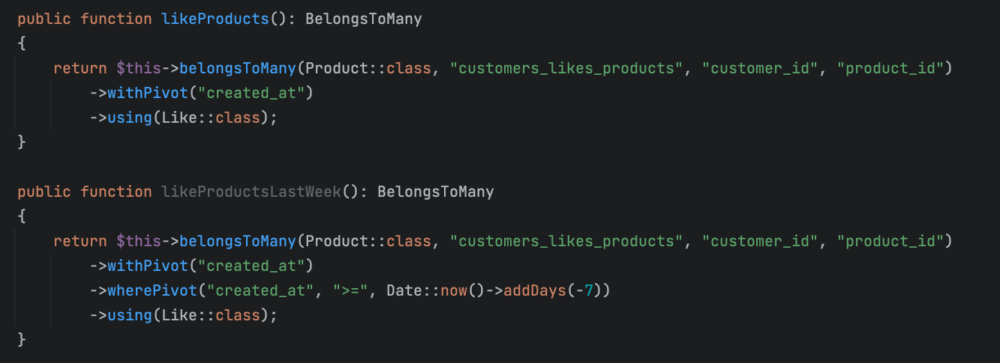 public function likeProducts(): BelongsToMany
{
    return $this->belongsToMany(Product::class, "customers_likes_products", "customer_id", "product_id")
        ->withPivot("created_at")
        ->using(Like::class);
}

public function likeProductsLastWeek(): BelongsToMany
{
    return $this->belongsToMany(Product::class, "customers_likes_products", "customer_id", "product_id")
        ->withPivot("created_at")
        ->wherePivot("created_at", ">=", Date::now()->addDays(-7))
        ->using(Like::class);
}